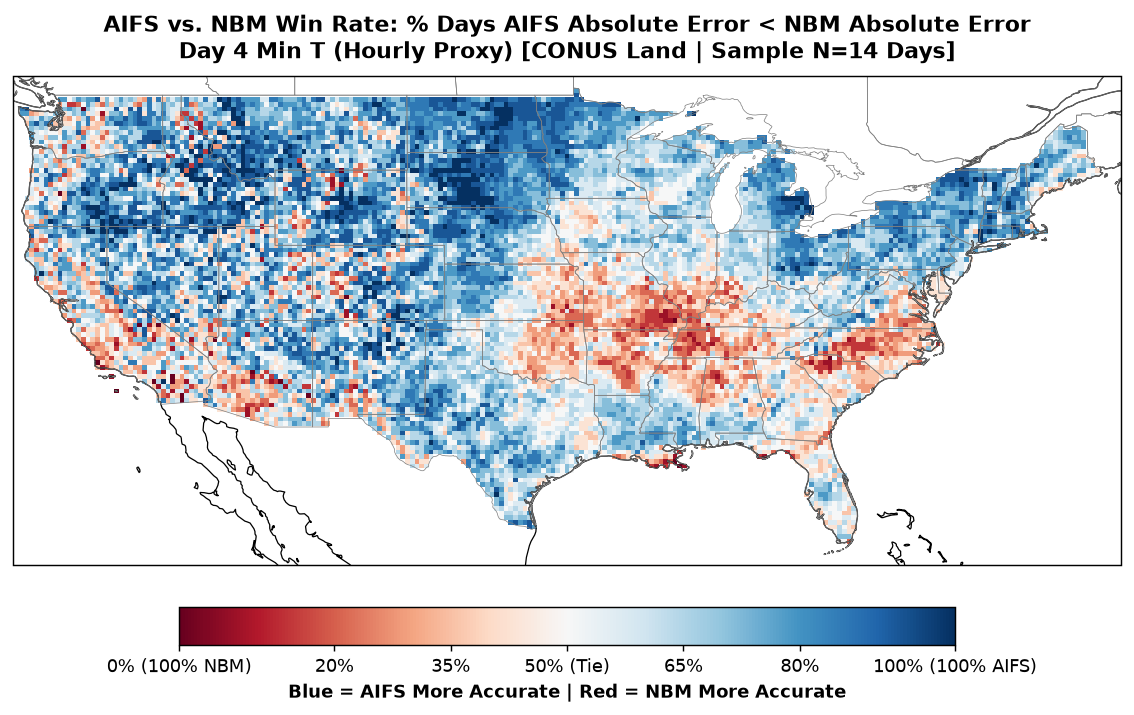 AIFS vs. NBM Win Rate: % Days AIFS Absolute Error < NBM Absolute Error
Day 4 Min T (Hourly Proxy) [CONUS Land | Sample N=14 Days]
0% (100% NBM) 20% 35% 50% (Tie) 65% 80% 100% (100% AIFS)
Blue = AIFS More Accurate | Red = NBM More Accurate